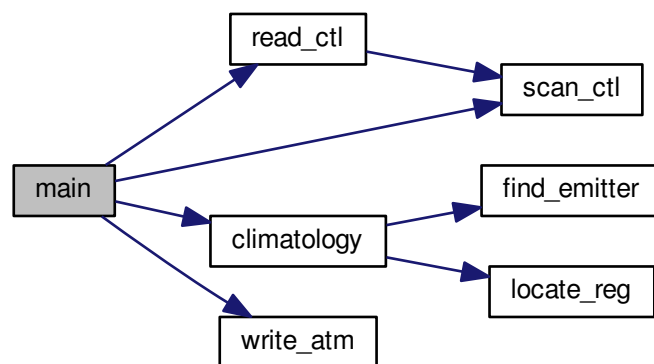 read_ctl
scan_ctl
main
find_emitter
climatology
locate_reg
write_atm